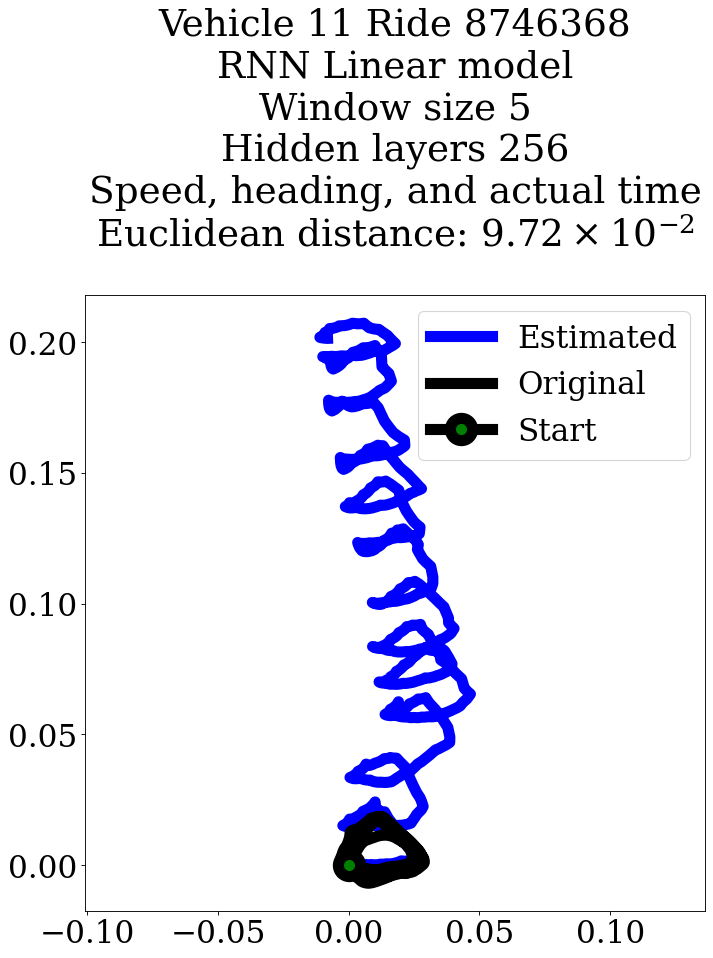 Vehicle 11 Ride 8746368
RNN Linear model
Window size 5
Hidden layers 256
Speed, heading, and actual time
Euclidean distance: 9.72 × 10⁻²
Estimated
Original
Start
0.20
0.15
0.10
0.05
0.00
−0.10 −0.05 0.00 0.05 0.10